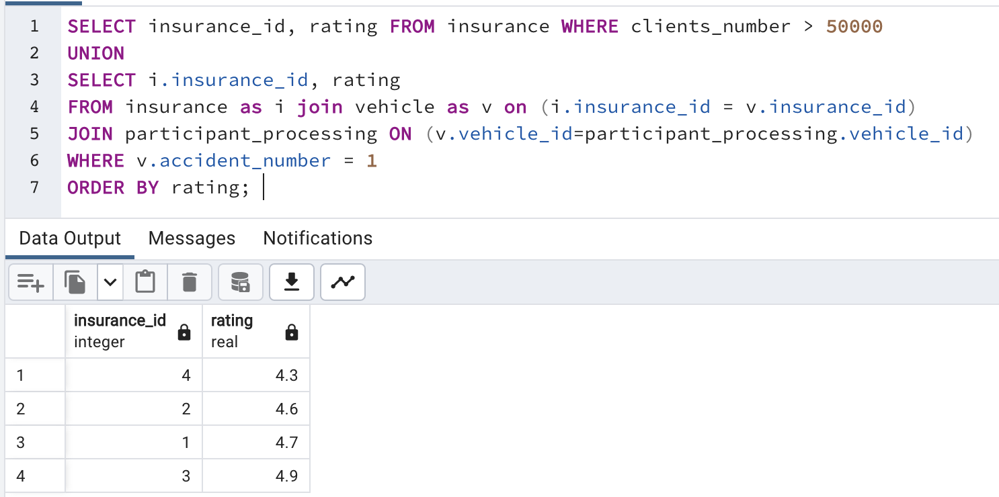 1 SELECT insurance_id, rating FROM insurance WHERE clients_number > 50000
2 UNION
3 SELECT i.insurance_id, rating
4 FROM insurance as i join vehicle as v on (i.insurance_id = v.insurance_id)
5 JOIN participant_processing ON (v.vehicle_id=participant_processing.vehicle_id)
6 WHERE v.accident_number = 1
7 ORDER BY rating;
Data Output Messages Notifications
insurance_id rating
integer real
1 4 4.3
2 2 4.6
3 1 4.7
4 3 4.9